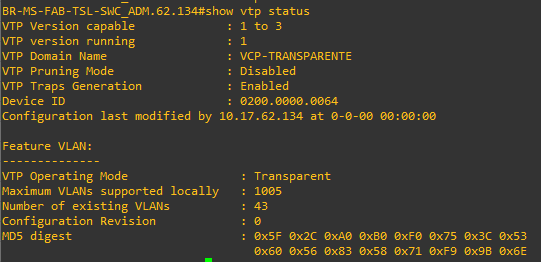 BR-MS-FAB-TSL-SWC_ADM.62.134#show vtp status
VTP Version capable : 1 to 3
VTP version running : 1
VTP Domain Name : VCP-TRANSPARENTE
VTP Pruning Mode : Disabled
VTP Traps Generation : Enabled
Device ID : 0200.0000.0064
Configuration last modified by 10.17.62.134 at 0-0-00 00:00:00
Feature VLAN:
--------------
VTP Operating Mode : Transparent
Maximum VLANs supported locally : 1005
Number of existing VLANs : 43
Configuration Revision : 0
MD5 digest : 0x5F 0x2C 0xA0 0xB0 0xF0 0x75 0x3C 0x53
0x60 0x56 0x83 0x58 0x71 0xF9 0x9B 0x6E